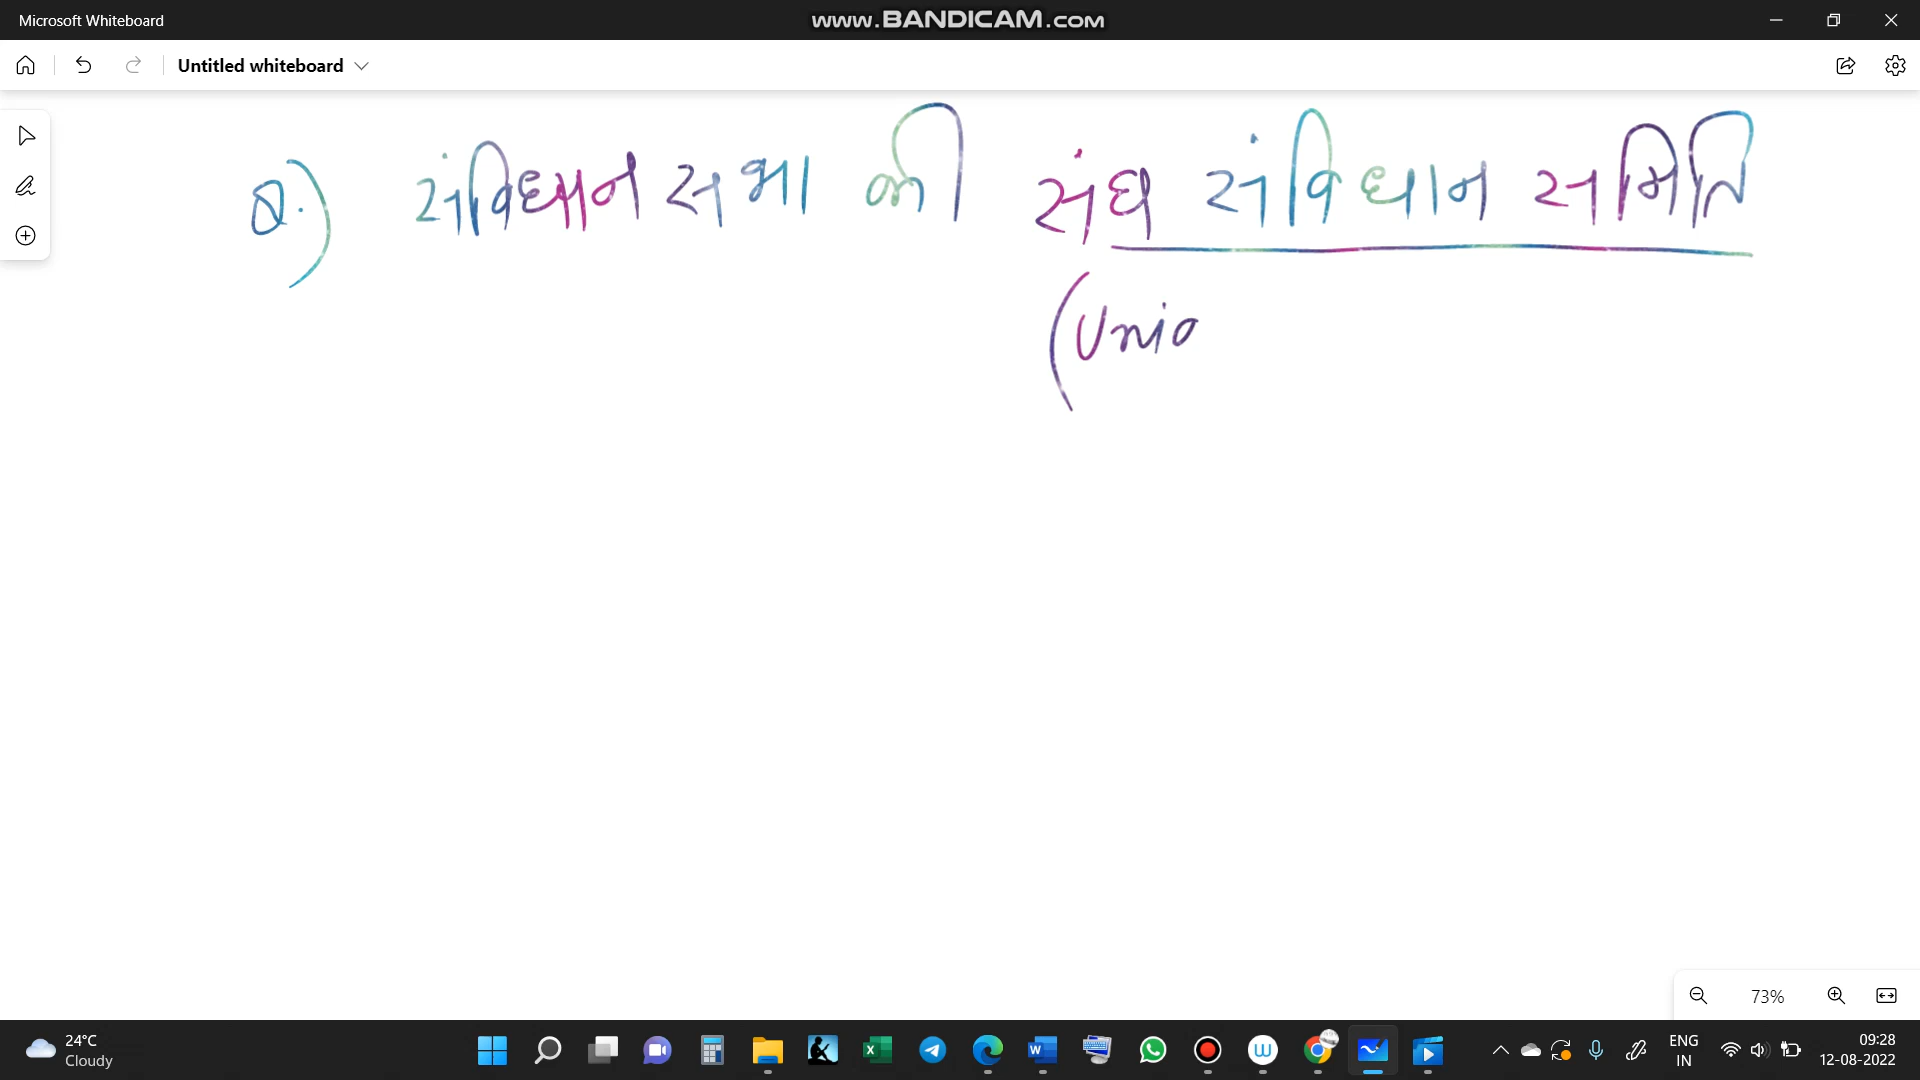 Microsoft Whiteboard
www.BANDICAM.com
Untitled whiteboard
Q.) संविधान सभा की संघ संविधान समिति
(Unio
73%
24°C
Cloudy
ENG
IN
09:28
12-08-2022